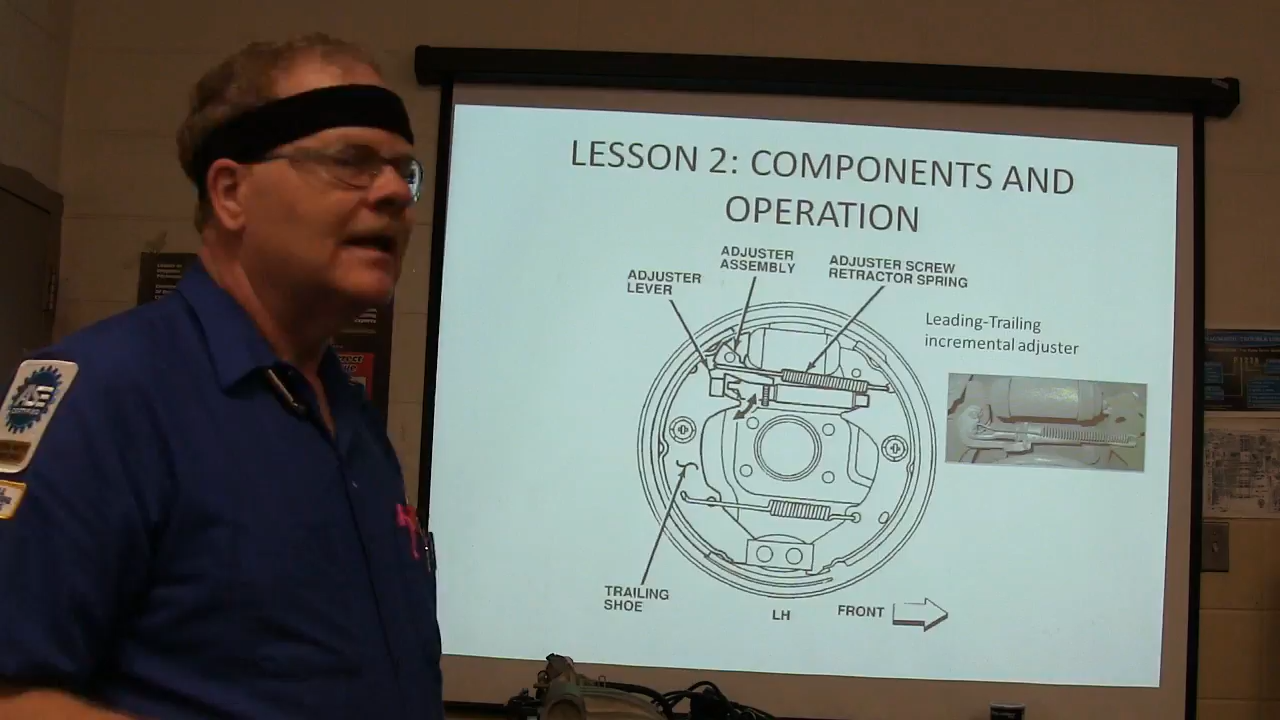 LESSON 2: COMPONENTS AND
OPERATION
ADJUSTER
ASSEMBLY
ADJUSTER SCREW
RETRACTOR SPRING
ADJUSTER
LEVER
Leading-Trailing
incremental adjuster
TRAILING
SHOE
LH
FRONT
ASE